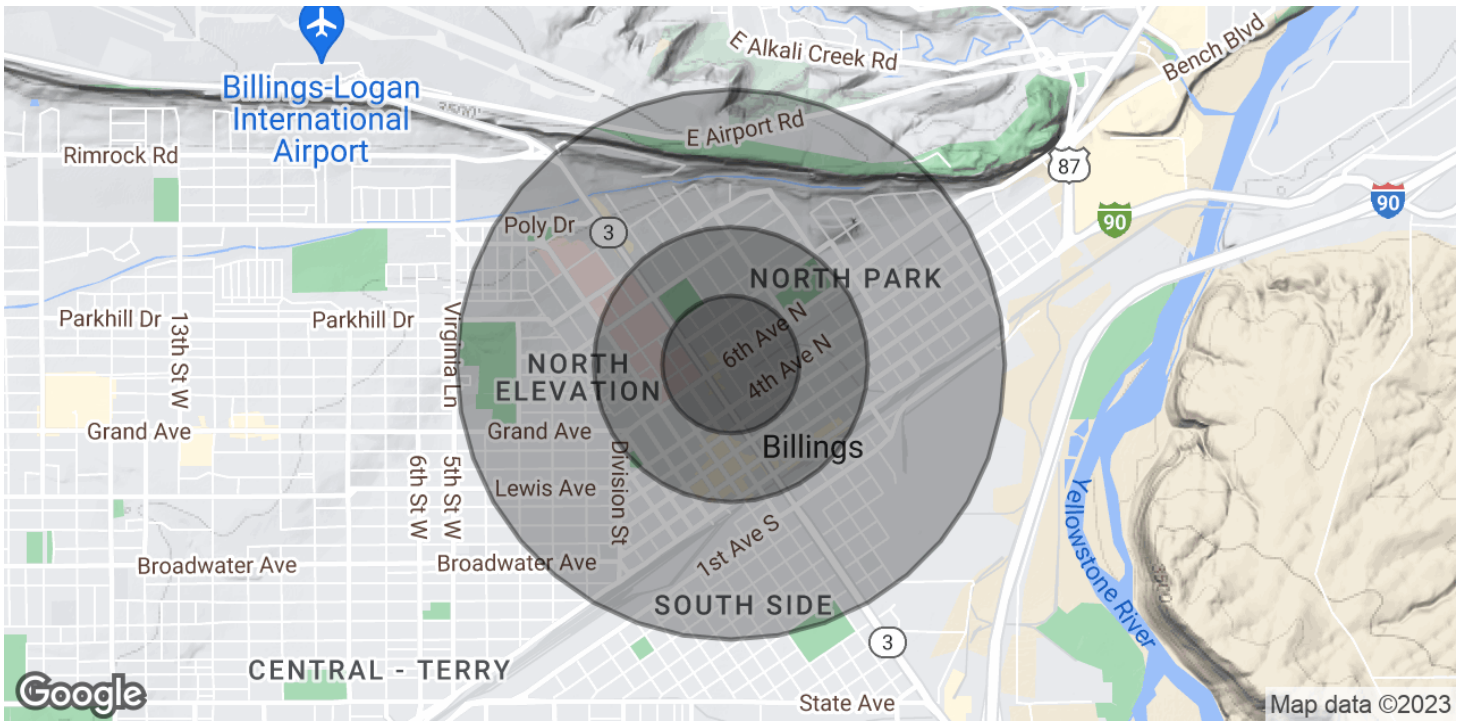 E Alkali Creek Rd
Bench Blvd
Billings-Logan
International
Airport
3500'
E Airport Rd
Rimrock Rd
87
90
90
Poly Dr
3
NORTH PARK
Parkhill Dr
Parkhill Dr
13th St W
Virginia Ln
6th Ave N
4th Ave N
NORTH
ELEVATION
Grand Ave
Grand Ave
Billings
Division St
6th St W
5th St W
Lewis Ave
Yellowstone River
1st Ave S
Broadwater Ave
Broadwater Ave
3500
SOUTH SIDE
3
CENTRAL - TERRY
State Ave
Google
Map data ©2023